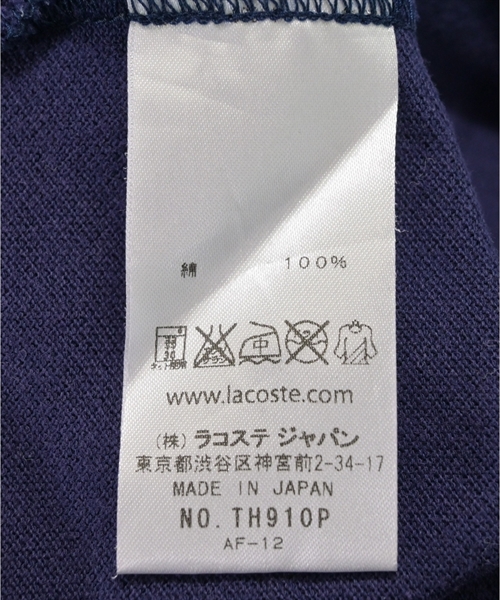 綿 100%
中
www.lacoste.com
(株) ラコステ ジャパン
東京都渋谷区神宮前2-34-17
MADE IN JAPAN
NO. TH910P
AF-12